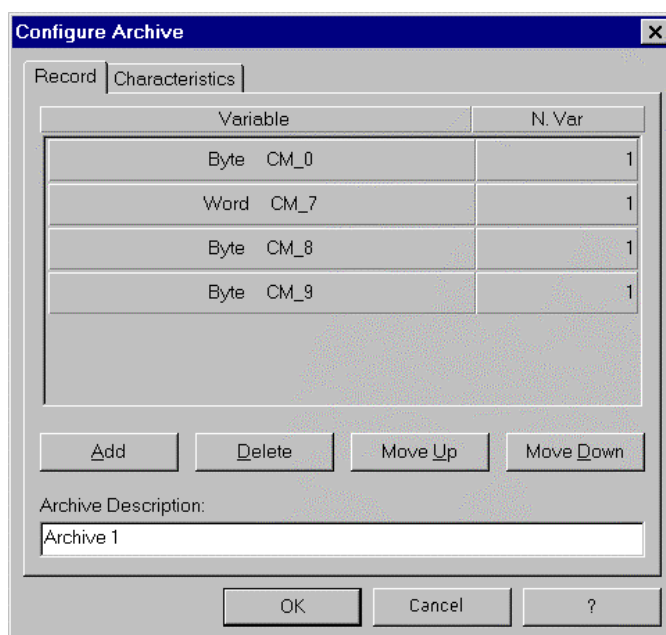 Configure Archive
Record Characteristics
Variable N. Var
Byte CM_0 1
Word CM_7 1
Byte CM_8 1
Byte CM_9 1
Add Delete Move Up Move Down
Archive Description:
Archive 1
OK Cancel ?